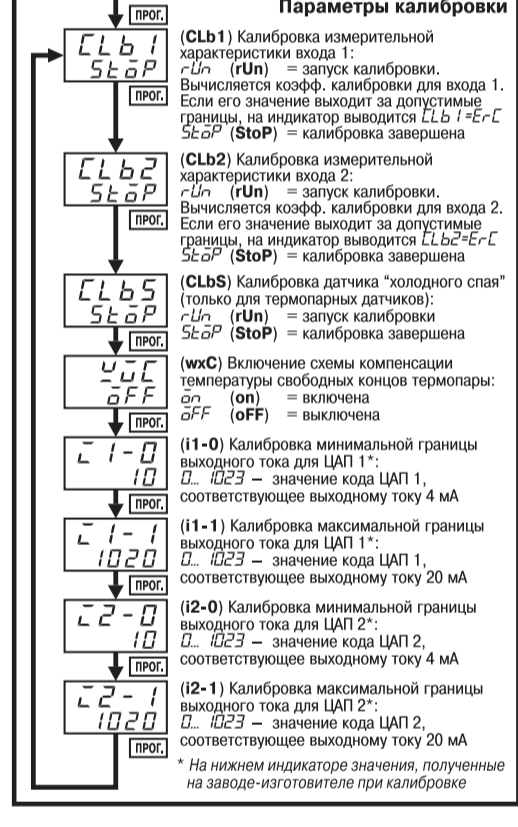 Параметры калибровки
ПРОГ.
CLb1
StoP
(CLb1) Калибровка измерительной
характеристики входа 1:
rUn (rUn) = запуск калибровки.
Вычисляется коэфф. калибровки для входа 1.
Если его значение выходит за допустимые
границы, на индикатор выводится CLb1=ErC
StoP (StoP) = калибровка завершена
ПРОГ.
CLb2
StoP
(CLb2) Калибровка измерительной
характеристики входа 2:
rUn (rUn) = запуск калибровки.
Вычисляется коэфф. калибровки для входа 2.
Если его значение выходит за допустимые
границы, на индикатор выводится CLb2=ErC
StoP (StoP) = калибровка завершена
ПРОГ.
CLbS
StoP
(CLbS) Калибровка датчика “холодного спая”
(только для термопарных датчиков):
rUn (rUn) = запуск калибровки
StoP (StoP) = калибровка завершена
ПРОГ.
oFF
(wxC) Включение схемы компенсации
температуры свободных концов термопары:
on (on) = включена
oFF (oFF) = выключена
ПРОГ.
i1-0
10
(i1-0) Калибровка минимальной границы
выходного тока для ЦАП 1*:
0... 1023 – значение кода ЦАП 1,
соответствующее выходному току 4 мА
ПРОГ.
i1-1
1020
(i1-1) Калибровка максимальной границы
выходного тока для ЦАП 1*:
0... 1023 – значение кода ЦАП 1,
соответствующее выходному току 20 мА
ПРОГ.
i2-0
10
(i2-0) Калибровка минимальной границы
выходного тока для ЦАП 2*:
0... 1023 – значение кода ЦАП 2,
соответствующее выходному току 4 мА
ПРОГ.
i2-1
1020
(i2-1) Калибровка максимальной границы
выходного тока для ЦАП 2*:
0... 1023 – значение кода ЦАП 2,
соответствующее выходному току 20 мА
ПРОГ.
* На нижнем индикаторе значения, полученные
на заводе-изготовителе при калибровке